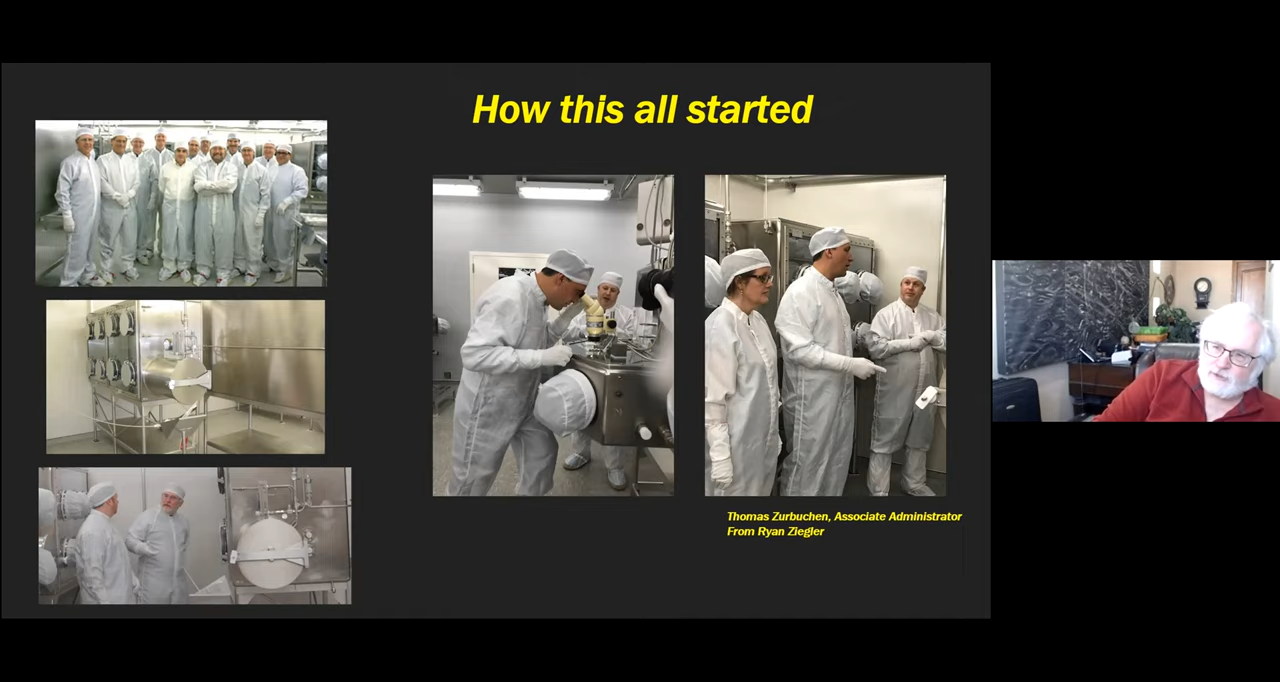 How this all started
Thomas Zurbuchen, Associate Administrator
From Ryan Ziegler